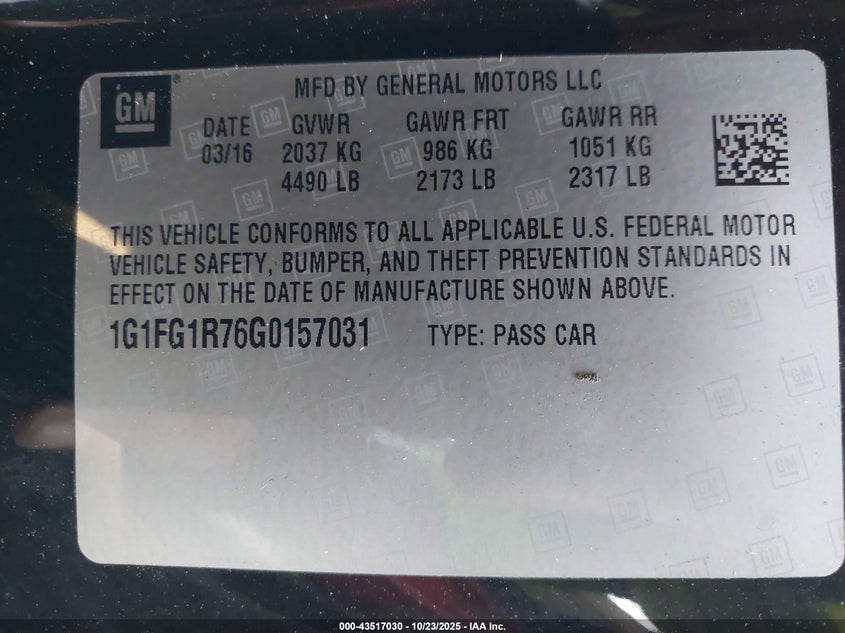 GM
MFD BY GENERAL MOTORS LLC
DATE GVWR GAWR FRT GAWR RR
03/16 2037 KG 986 KG 1051 KG
4490 LB 2173 LB 2317 LB
THIS VEHICLE CONFORMS TO ALL APPLICABLE U.S. FEDERAL MOTOR
VEHICLE SAFETY, BUMPER, AND THEFT PREVENTION STANDARDS IN
EFFECT ON THE DATE OF MANUFACTURE SHOWN ABOVE.
1G1FG1R76G0157031 TYPE: PASS CAR
000-43517030 - 10/23/2025 - IAA Inc.